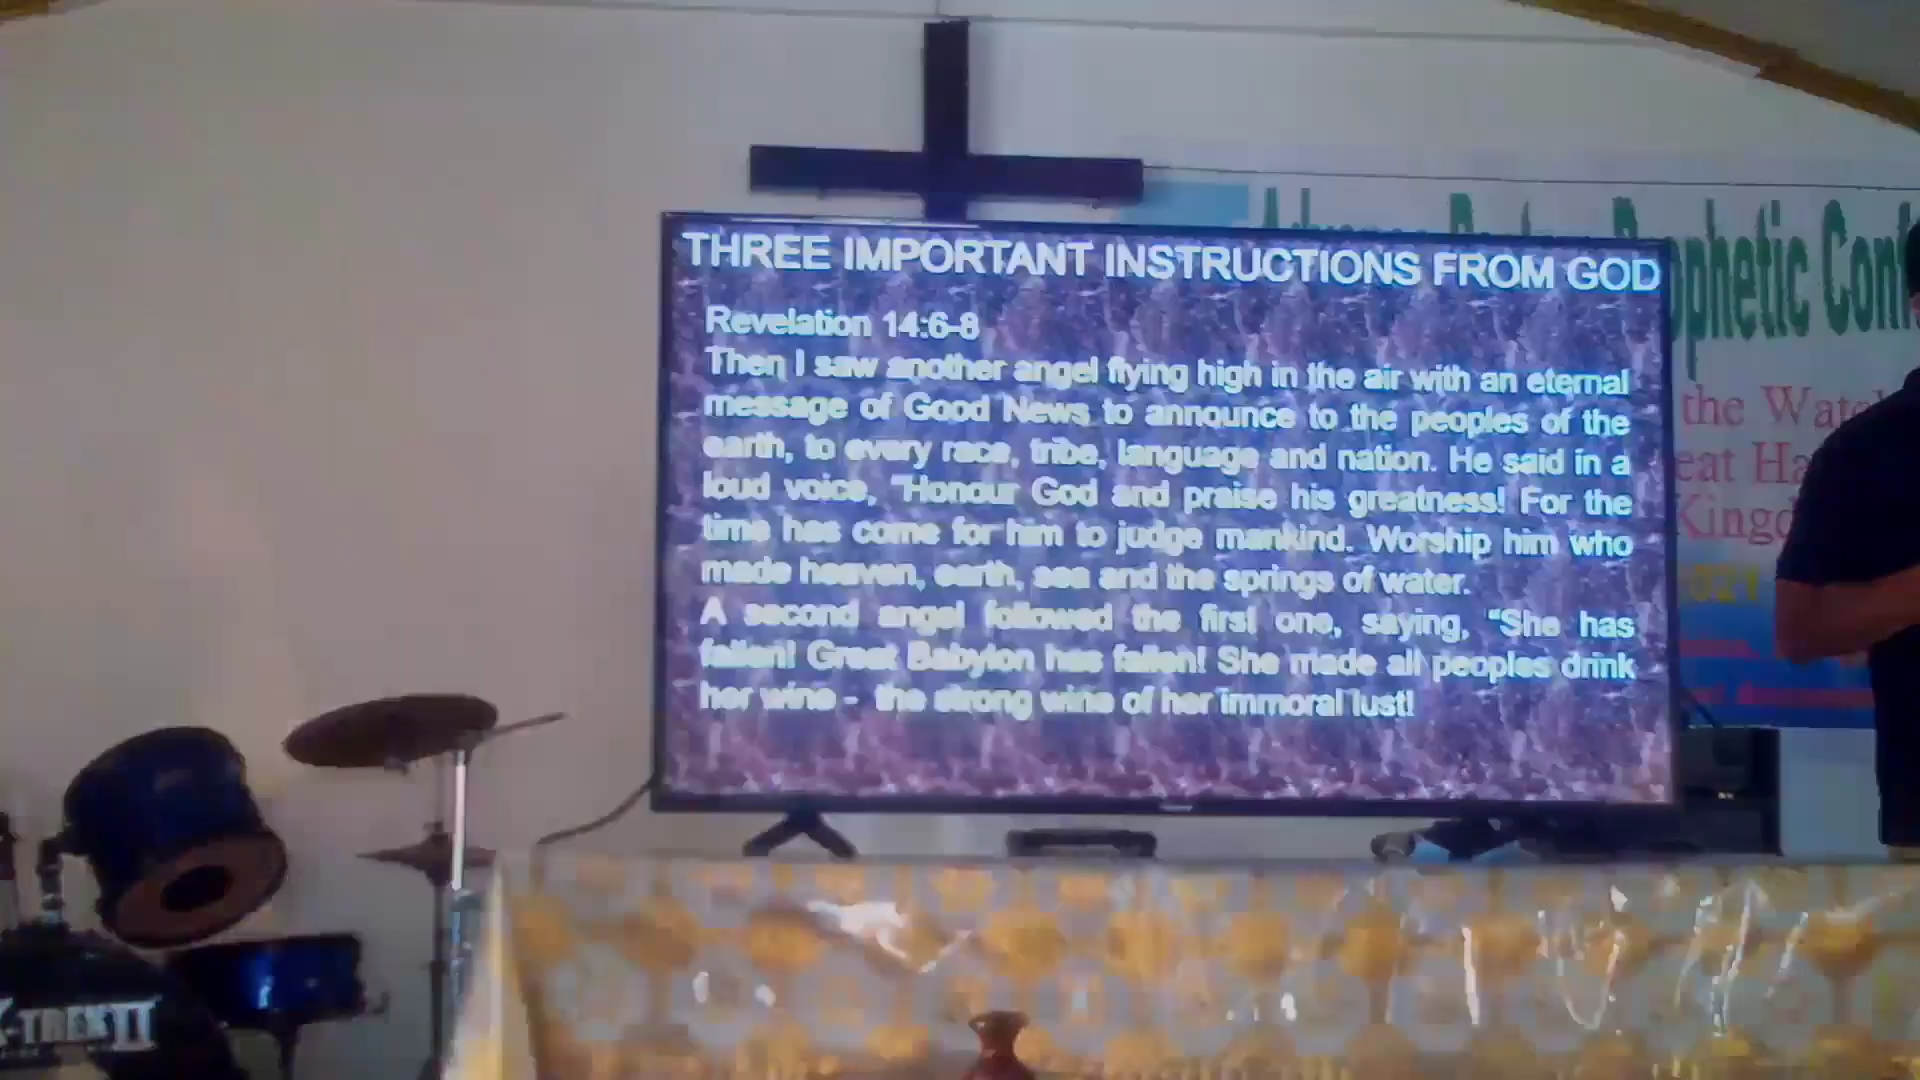 THREE IMPORTANT INSTRUCTIONS FROM GOD
Revelation 14:6-8
Then I saw another angel flying high in the air with an eternal
message of Good News to announce to the peoples of the
earth, to every race, tribe, language and nation. He said in a
loud voice, "Honour God and praise his greatness! For the
time has come for him to judge mankind. Worship him who
made heaven, earth, sea and the springs of water.
A second angel followed the first one, saying, “She has
fallen! Great Babylon has fallen! She made all peoples drink
her wine - the strong wine of her immoral lust!
Prophetic Conf
the Watc
eat Ha
Kingd
2021
X-TREK II